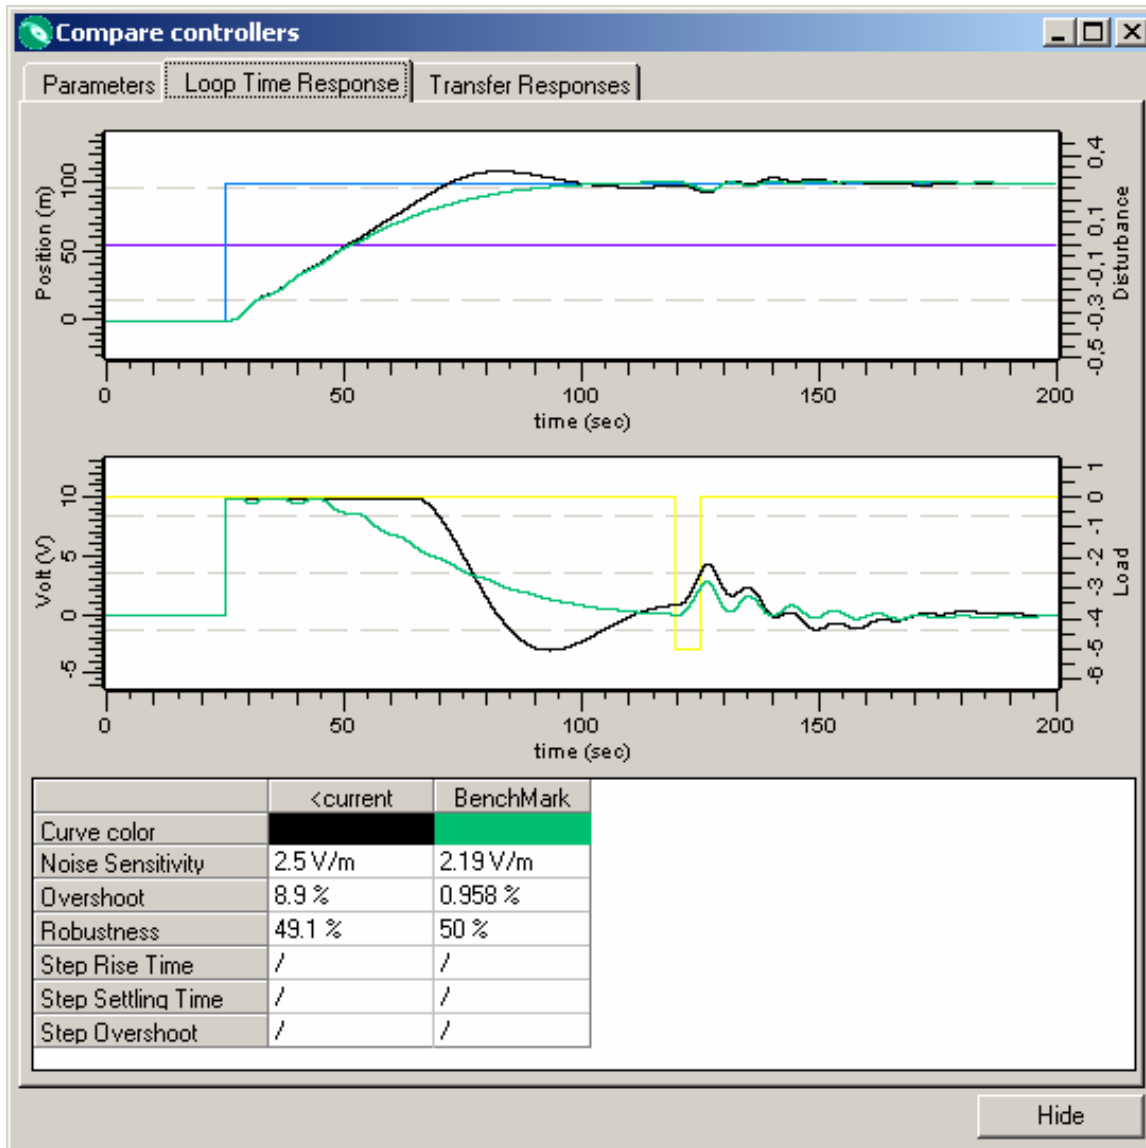 Compare controllers
Parameters Loop Time Response Transfer Responses
Position (m)
100
50
0
0 50 100 150 200
time (sec)
0,4
0,1
-0,1
-0,3
-0,5
Disturbance
Volt (V)
10
5
0
-5
0 50 100 150 200
time (sec)
1
0
-1
-2
-3
-4
-5
-6
Load
<current BenchMark
Curve color
Noise Sensitivity 2.5 V/m 2.19 V/m
Overshoot 8.9 % 0.958 %
Robustness 49.1 % 50 %
Step Rise Time / /
Step Settling Time / /
Step Overshoot / /
Hide